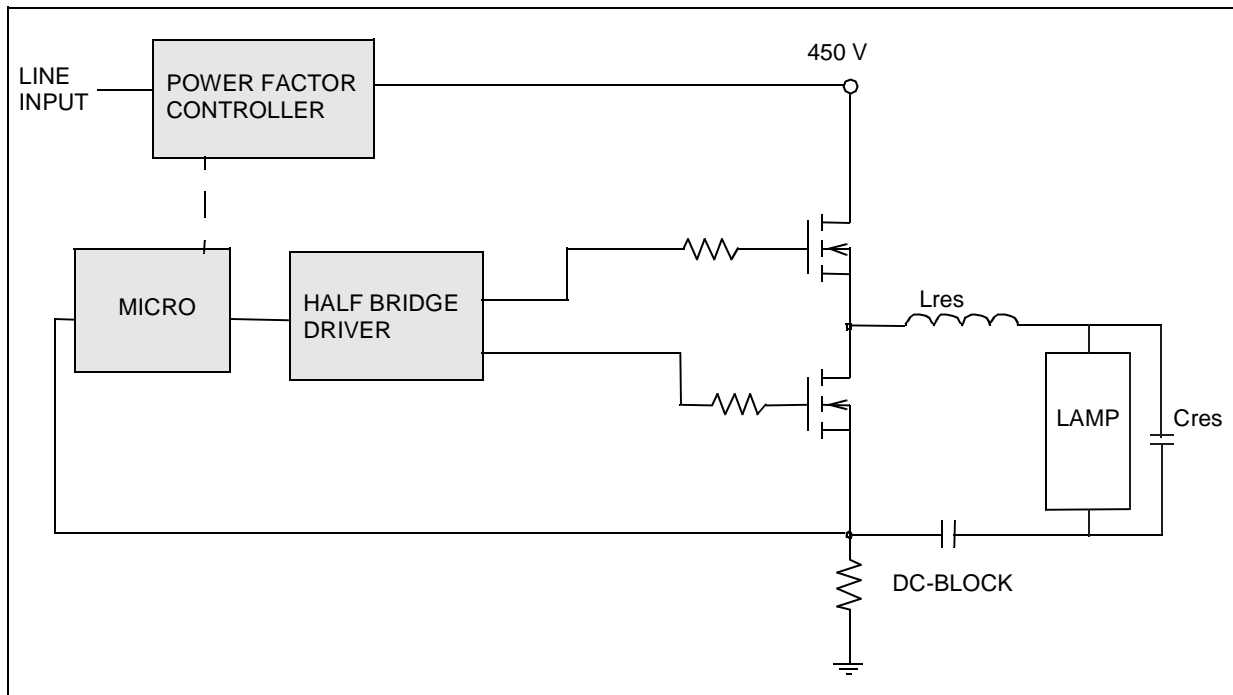 450 V
LINE
INPUT
POWER FACTOR
CONTROLLER
MICRO
HALF BRIDGE
DRIVER
Lres
LAMP
Cres
DC-BLOCK